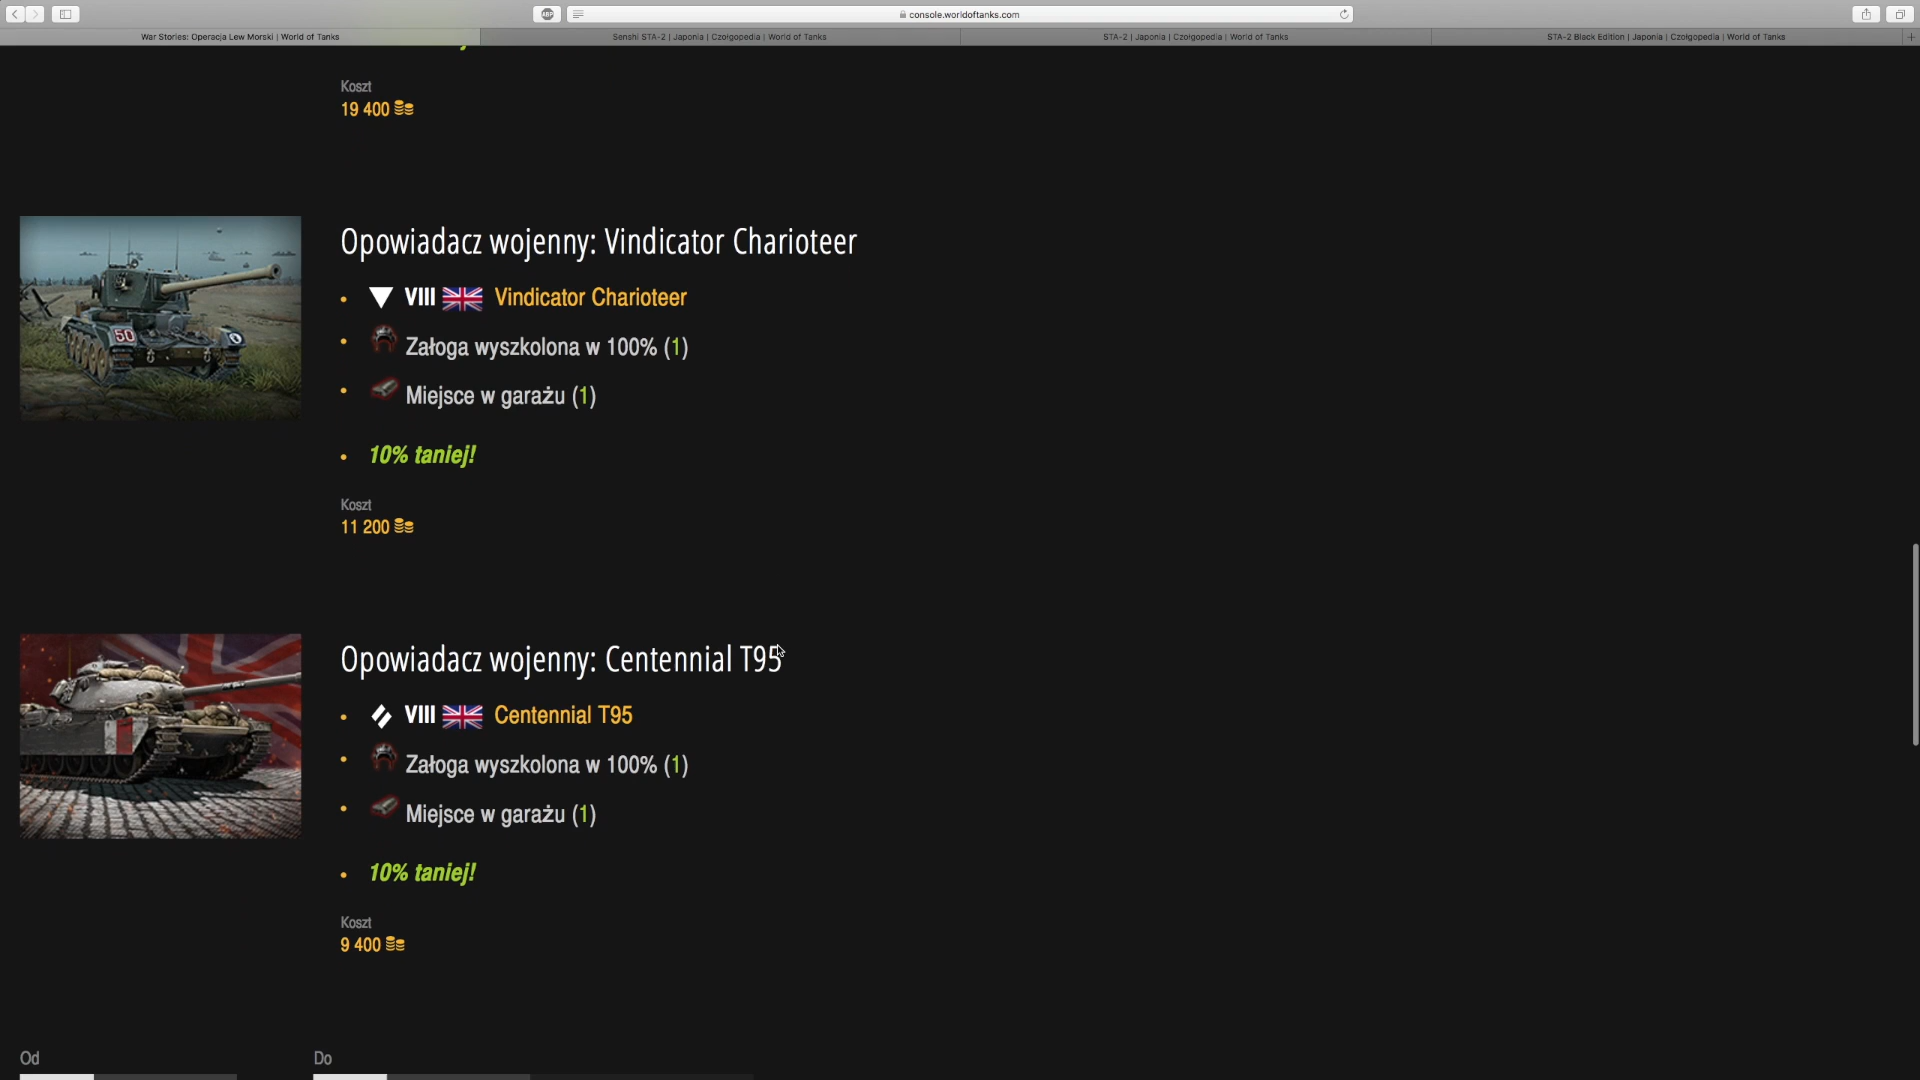 console.worldoftanks.com
War Stories: Operacja Lew Morski | World of Tanks
Senshi STA-2 | Japonia | Czołgopedia | World of Tanks
STA-2 | Japonia | Czołgopedia | World of Tanks
STA-2 Black Edition | Japonia | Czołgopedia | World of Tanks
Koszt
19 400
Opowiadacz wojenny: Vindicator Charioteer
VIII Vindicator Charioteer
Załoga wyszkolona w 100% (1)
Miejsce w garażu (1)
10% taniej!
Koszt
11 200
50
Opowiadacz wojenny: Centennial T95
VIII Centennial T95
Załoga wyszkolona w 100% (1)
Miejsce w garażu (1)
10% taniej!
Koszt
9 400
Od
Do